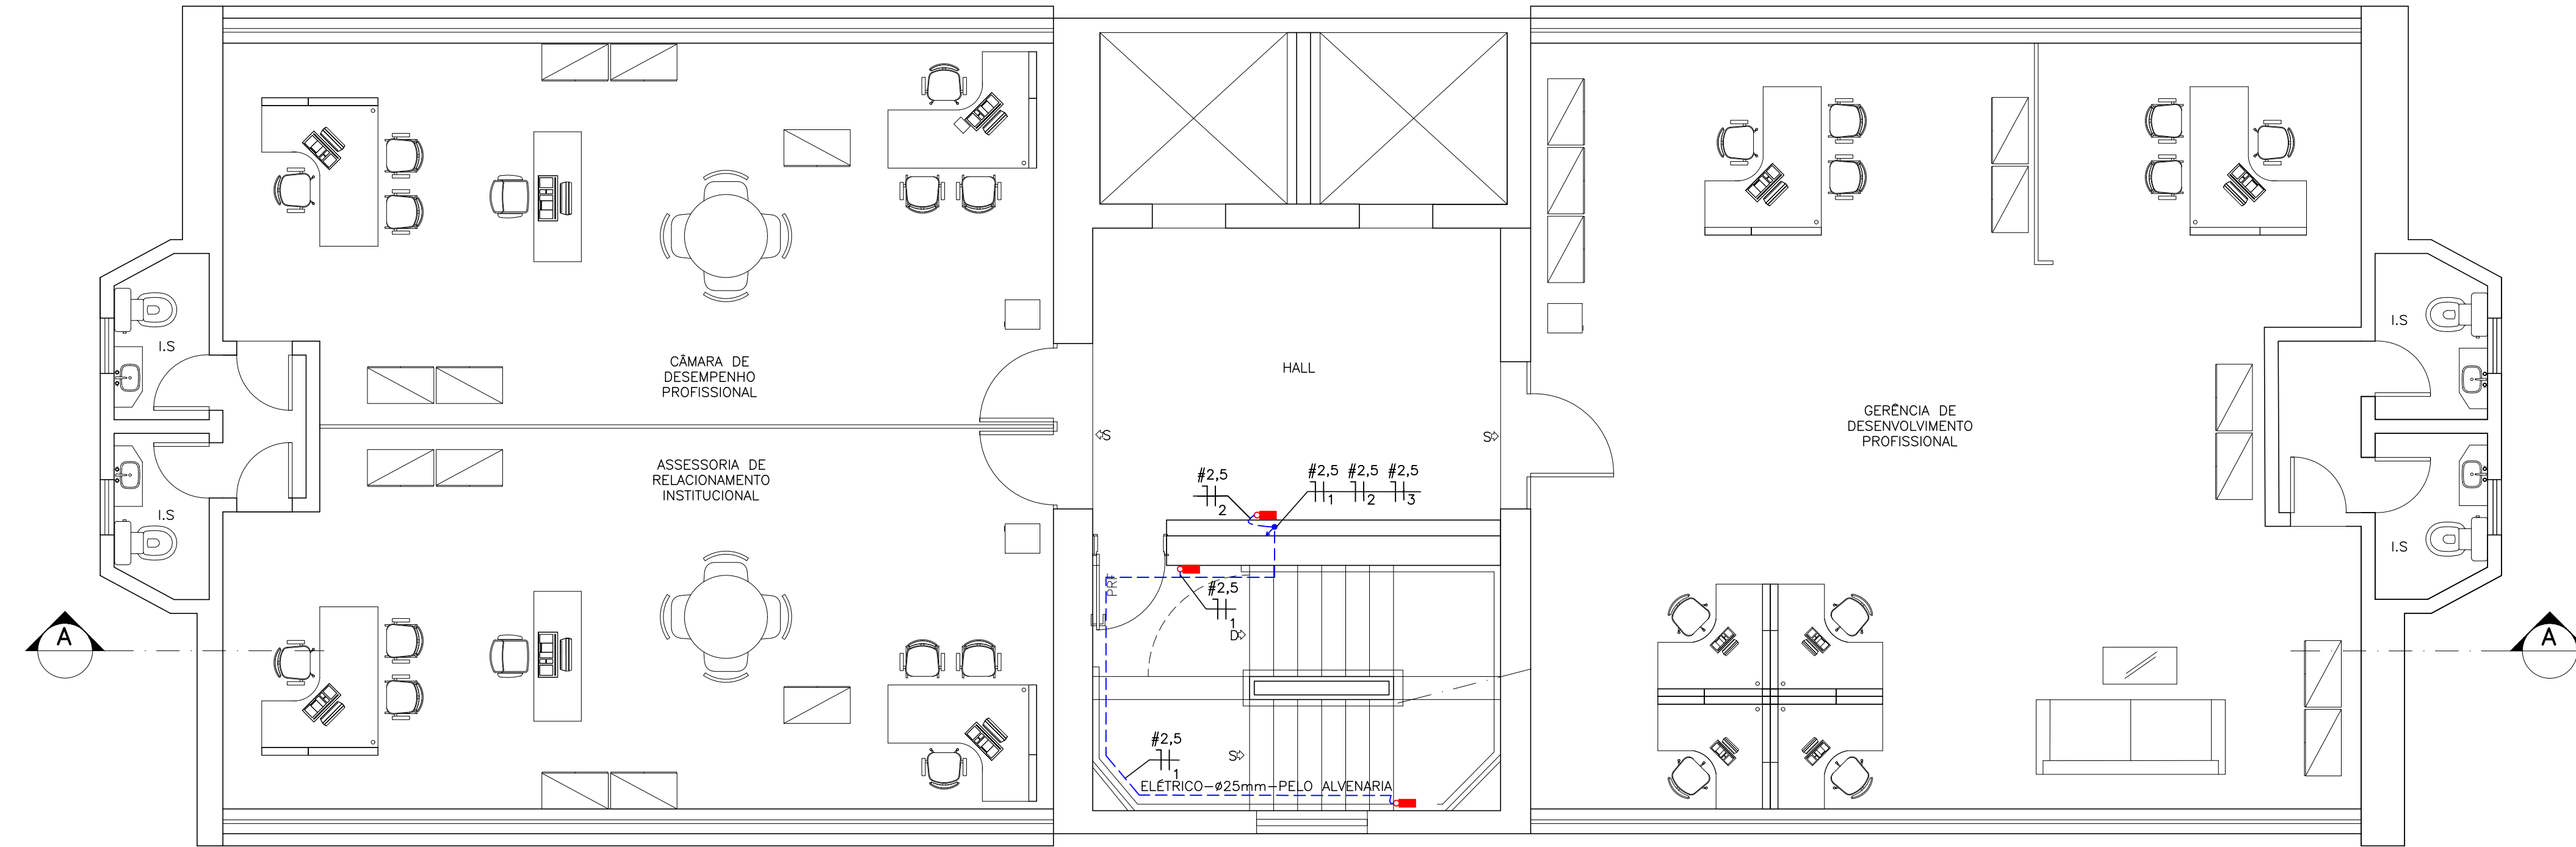 I.S
I.S
CÂMARA DE
DESEMPENHO
PROFISSIONAL
HALL
GERÊNCIA DE
DESENVOLVIMENTO
PROFISSIONAL
I.S
S
S
ASSESSORIA DE
RELACIONAMENTO
INSTITUCIONAL
#2,5
2
#2,5 #2,5 #2,5
1 2 3
I.S
PRF
#2,5
1
D
A
A
#2,5
1
S
ELÉTRICO-ø25mm-PELO ALVENARIA